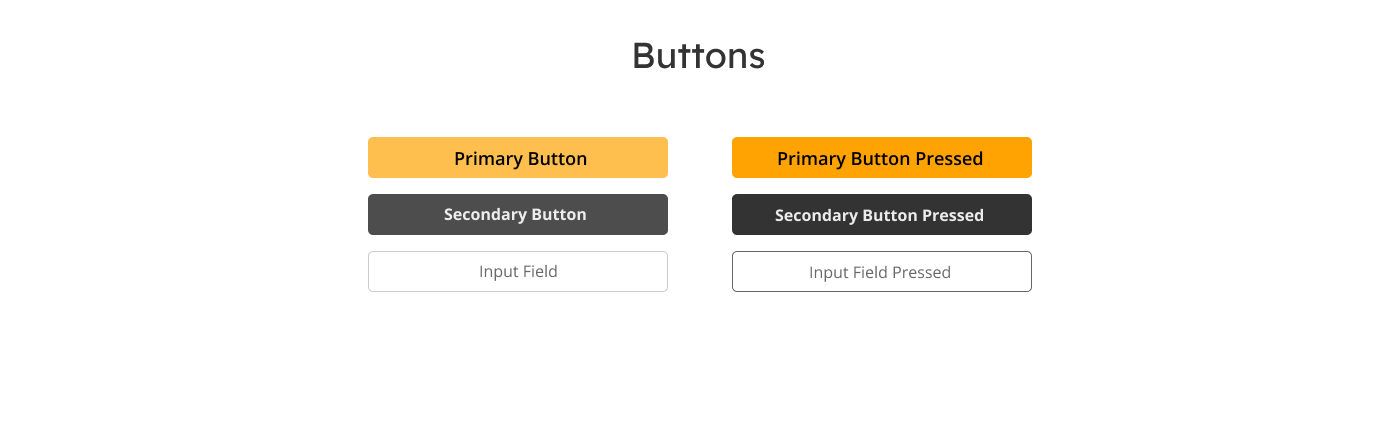 Buttons
Primary Button
Primary Button Pressed
Secondary Button
Secondary Button Pressed
Input Field
Input Field Pressed